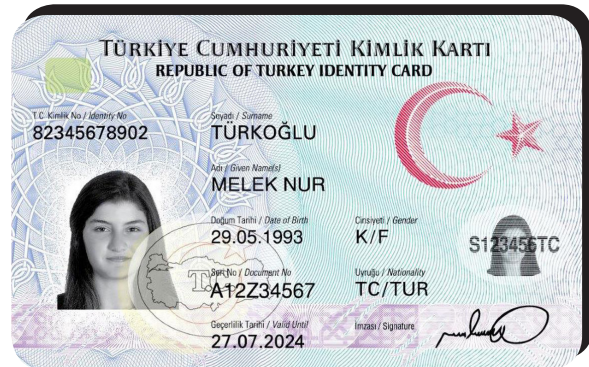 TÜRKİYE CUMHURİYETİ KİMLİK KARTI
REPUBLIC OF TURKEY IDENTITY CARD
T.C. Kimlik No / Identity No
82345678902
Soyadı / Surname
TÜRKOĞLU
Adı / Given Name(s)
MELEK NUR
Doğum Tarihi / Date of Birth
29.05.1993
Cinsiyeti / Gender
K / F
Seri No / Document No
A12Z34567
Uyruğu / Nationality
TC/TUR
Geçerlilik Tarihi / Valid Until
27.07.2024
İmzası / Signature
S123456TC